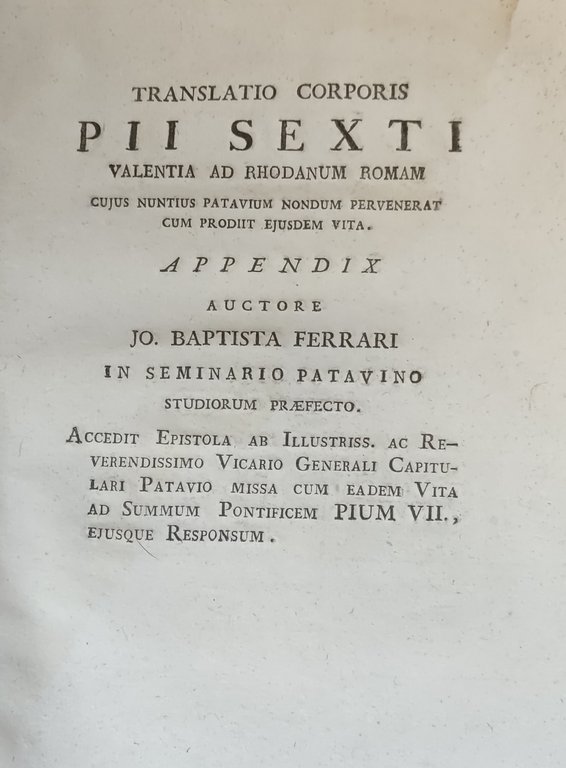 TRANSLATIO CORPORIS
PII SEXTI
VALENTIA AD RHODANUM ROMAM
CUJUS NUNTIUS PATAVIUM NONDUM PERVENERAT
CUM PRODIIT EJUSDEM VITA.
APPENDIX
AUCTORE
JO. BAPTISTA FERRARI
IN SEMINARIO PATAVINO
STUDIORUM PRÆFECTO.
ACCEDIT EPISTOLA AB ILLUSTRISS. AC RE-
VERENDISSIMO VICARIO GENERALI CAPITU-
LARI PATAVIO MISSA CUM EADEM VITA
AD SUMMUM PONTIFICEM PIUM VII.,
EJUSQUE RESPONSUM.